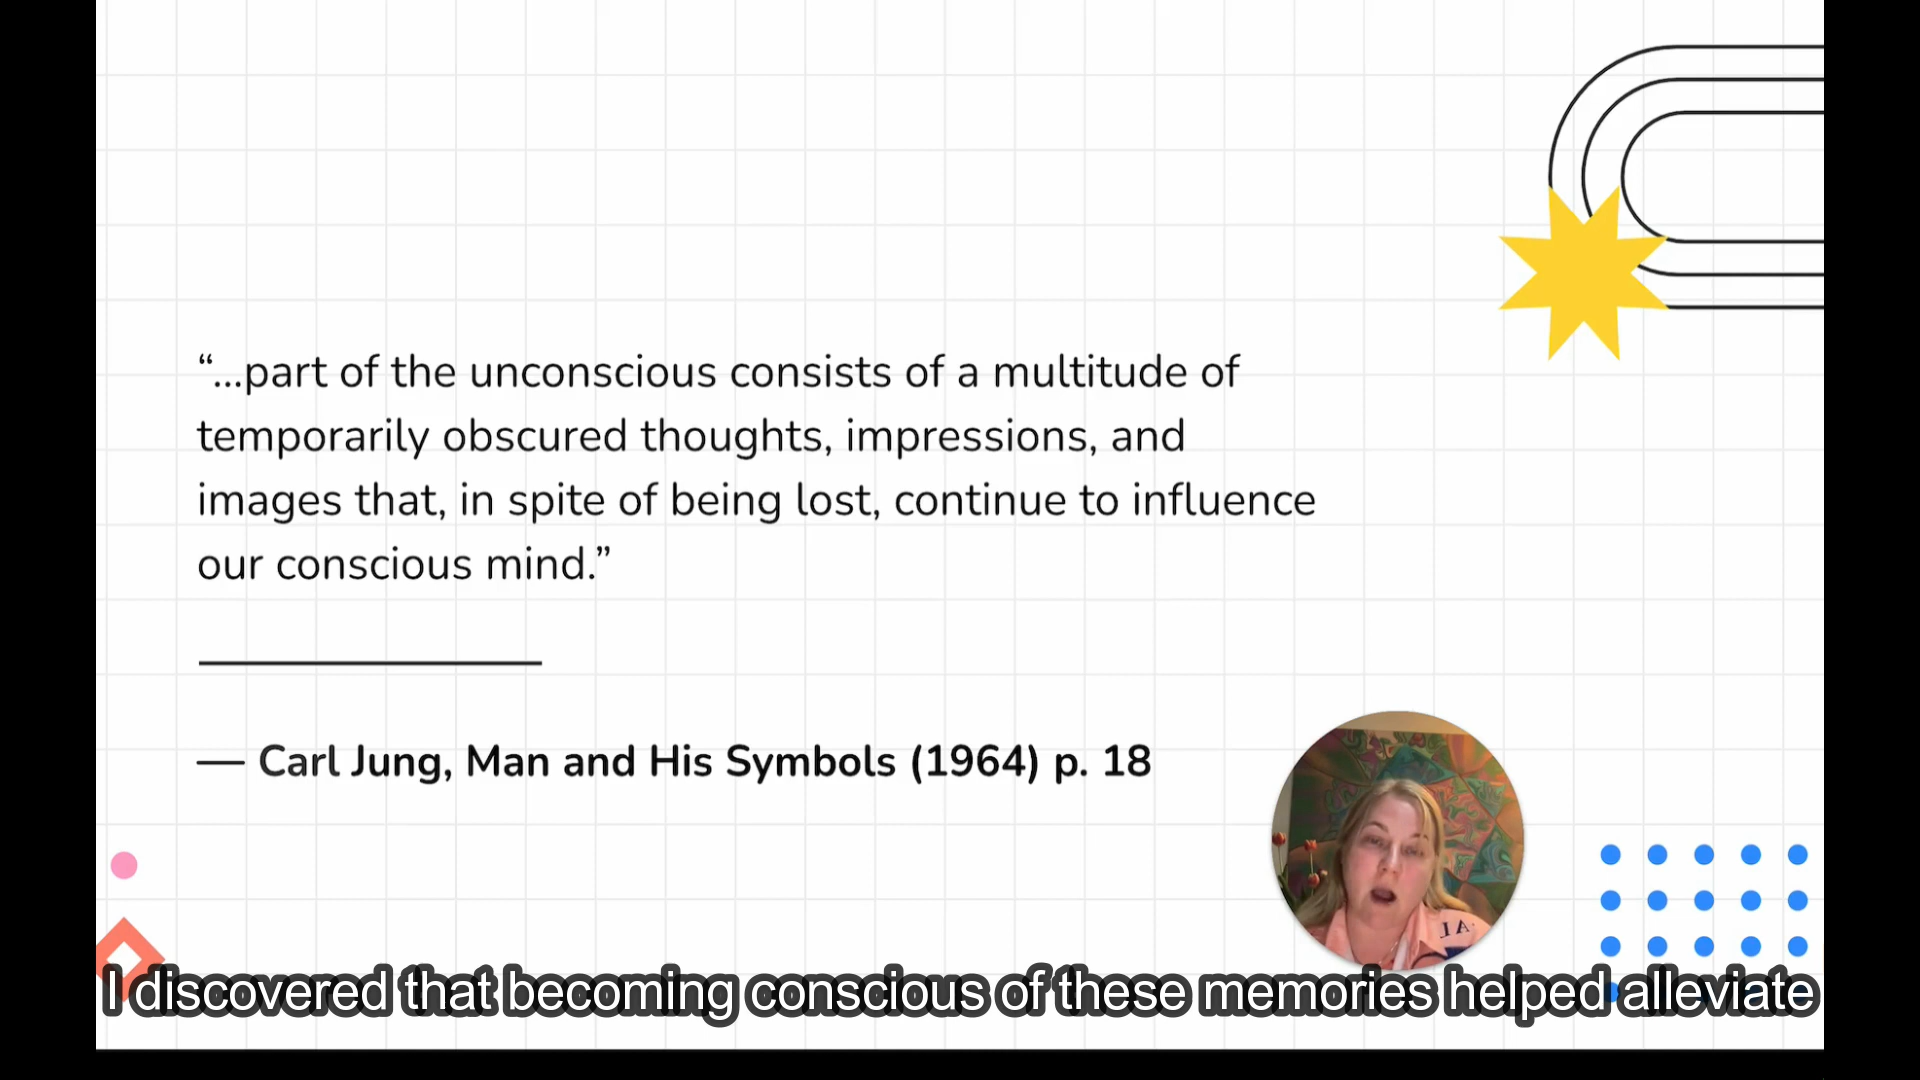 “...part of the unconscious consists of a multitude of
temporarily obscured thoughts, impressions, and
images that, in spite of being lost, continue to influence
our conscious mind.”
— Carl Jung, Man and His Symbols (1964) p. 18
I discovered that becoming conscious of these memories helped alleviate